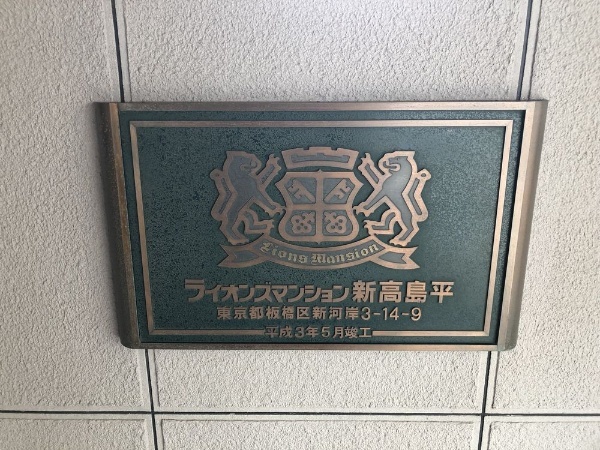 Lions Mansion
ライオンズマンション新高島平
東京都板橋区新河岸3-14-9
平成3年5月竣工